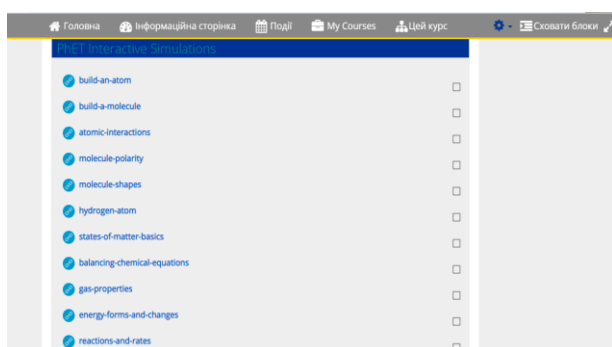 Головна Інформаційна сторінка Події My Courses Цей курс Сховати блоки
PhET Interactive Simulations
build-an-atom
build-a-molecule
atomic-interactions
molecule-polarity
molecule-shapes
hydrogen-atom
states-of-matter-basics
balancing-chemical-equations
gas-properties
energy-forms-and-changes
reactions-and-rates